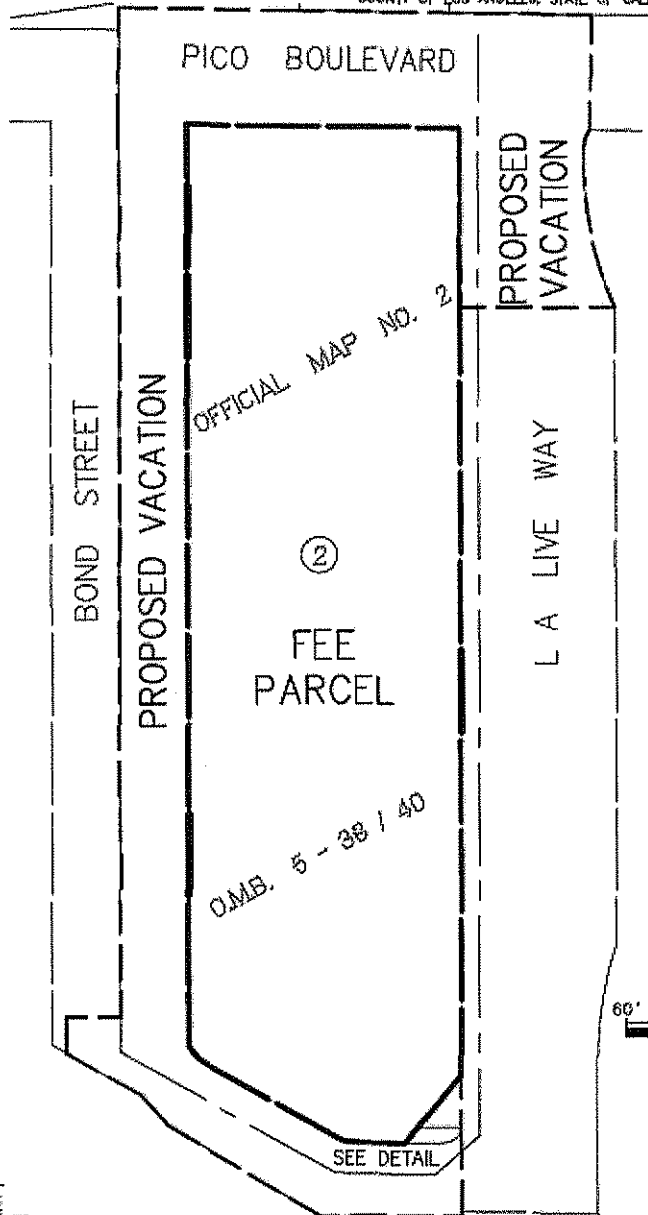 PICO BOULEVARD
PROPOSED
VACATION
OFFICIAL MAP NO. 2
BOND STREET
PROPOSED VACATION
L A LIVE WAY
2
FEE
PARCEL
O.M.B. 5 - 38 / 40
60'
SEE DETAIL